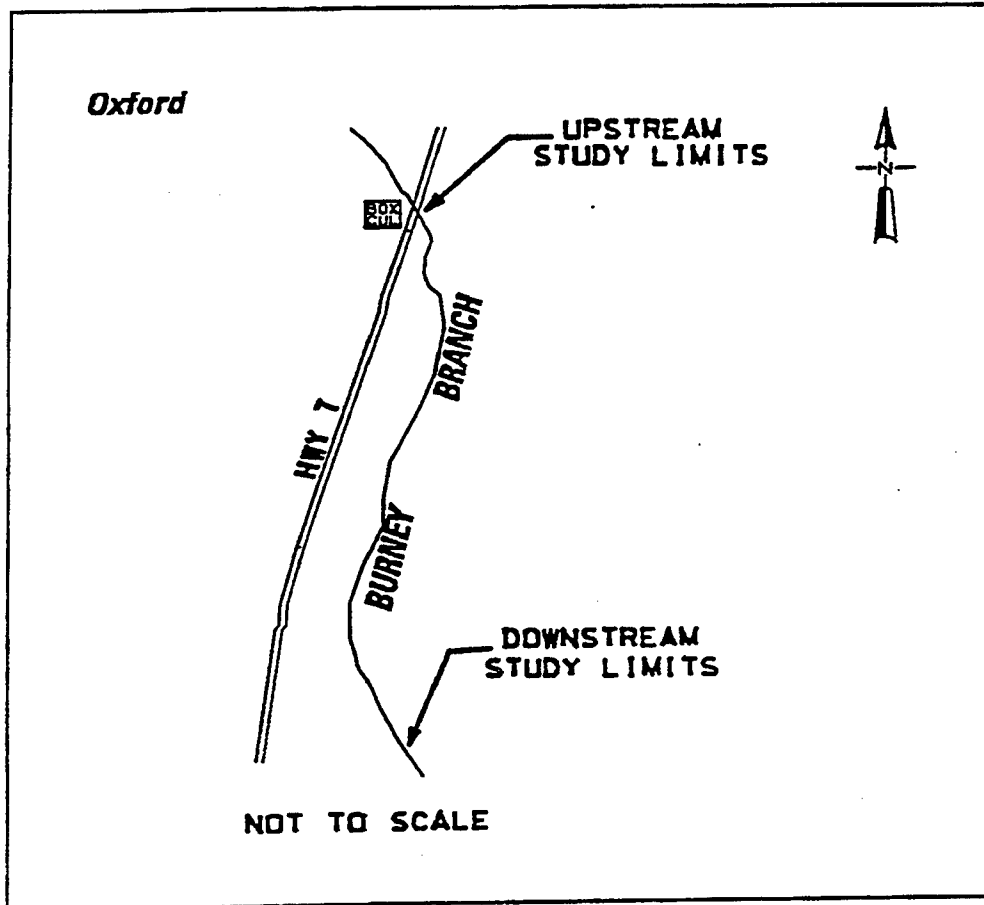 Oxford
UPSTREAM
STUDY LIMITS
N
BOX
CUL
BRANCH
HWY 7
BURNEY
DOWNSTREAM
STUDY LIMITS
NOT TO SCALE